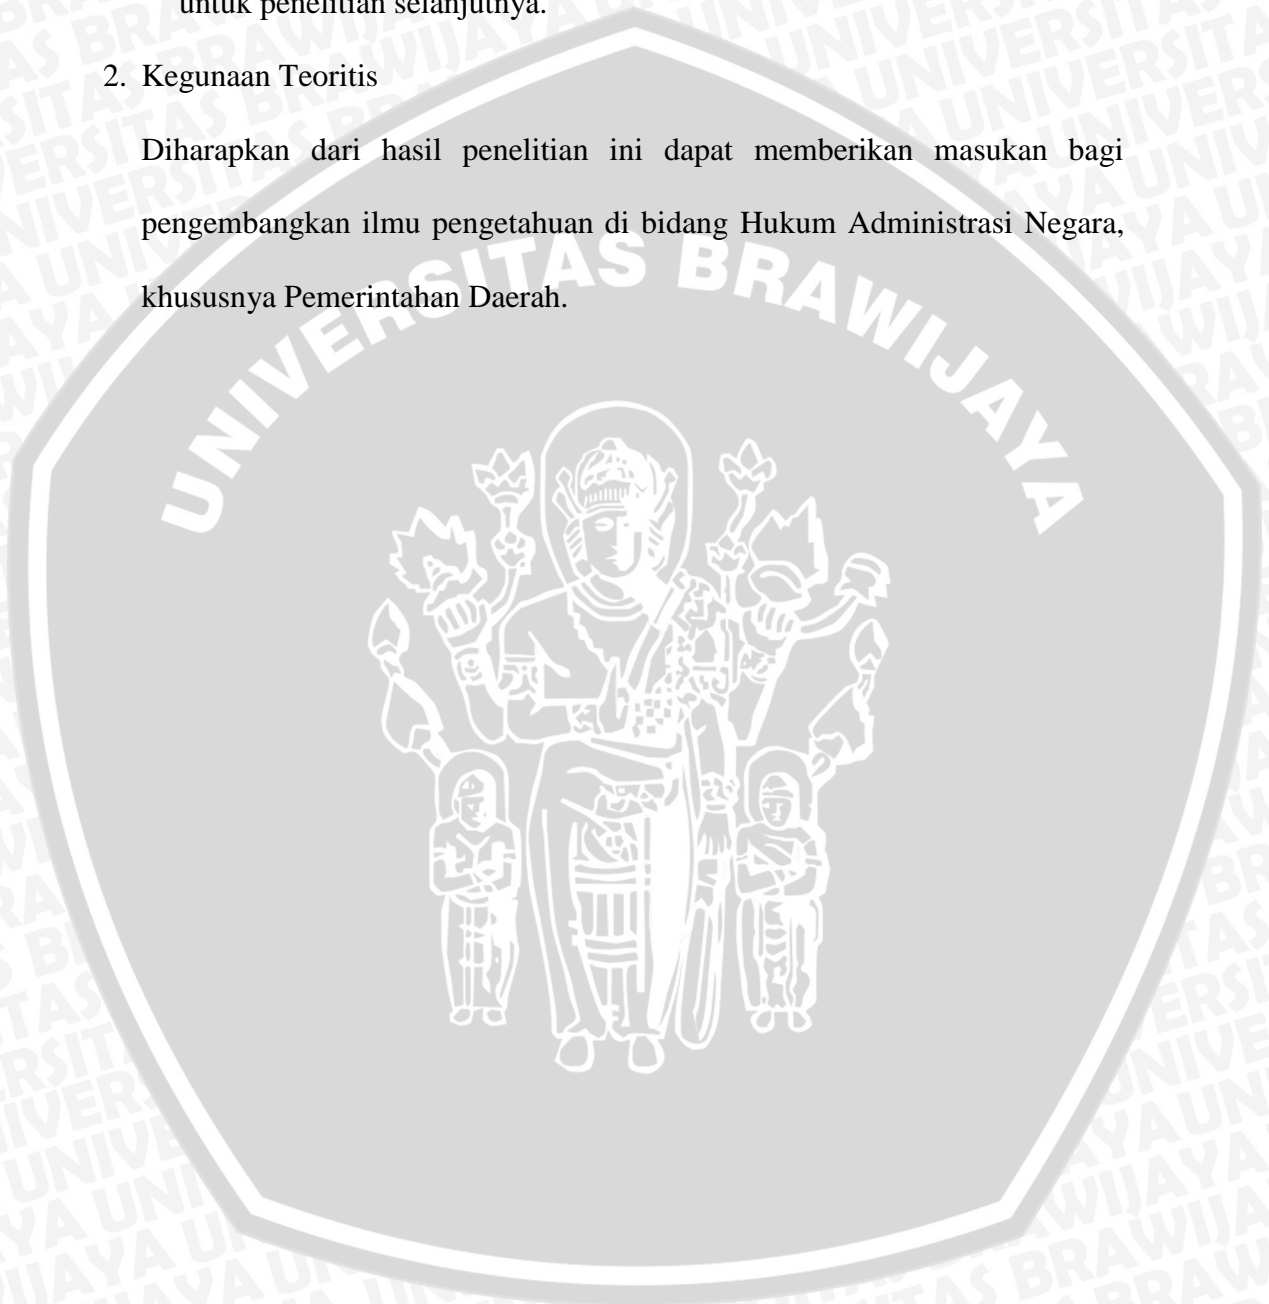 untuk penelitian selanjutnya.
2. Kegunaan Teoritis
Diharapkan dari hasil penelitian ini dapat memberikan masukan bagi
pengembangkan ilmu pengetahuan di bidang Hukum Administrasi Negara,
khususnya Pemerintahan Daerah.
UNIVERSITAS BRAWIJAYA